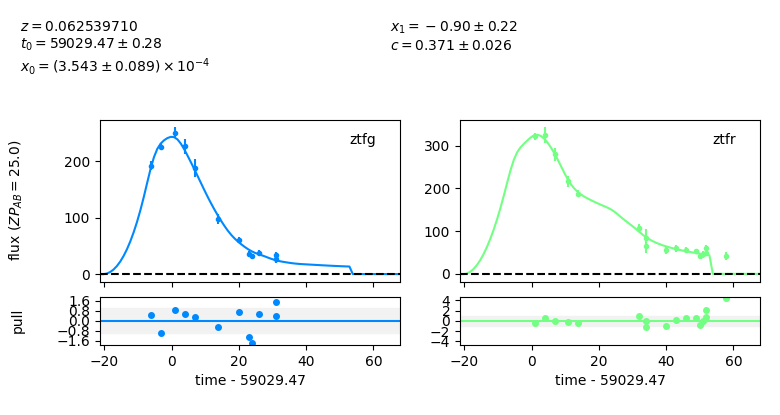 z = 0.062539710
x₁ = −0.90 ± 0.22
t₀ = 59029.47 ± 0.28
c = 0.371 ± 0.026
x₀ = (3.543 ± 0.089) × 10⁻⁴
flux (ZP_AB = 25.0)
ztfg
200
100
0
ztfr
300
200
100
0
pull
1.6
0.8
0.0
−0.8
−1.6
4
2
0
−2
−4
−20 0 20 40 60
−20 0 20 40 60
time - 59029.47
time - 59029.47